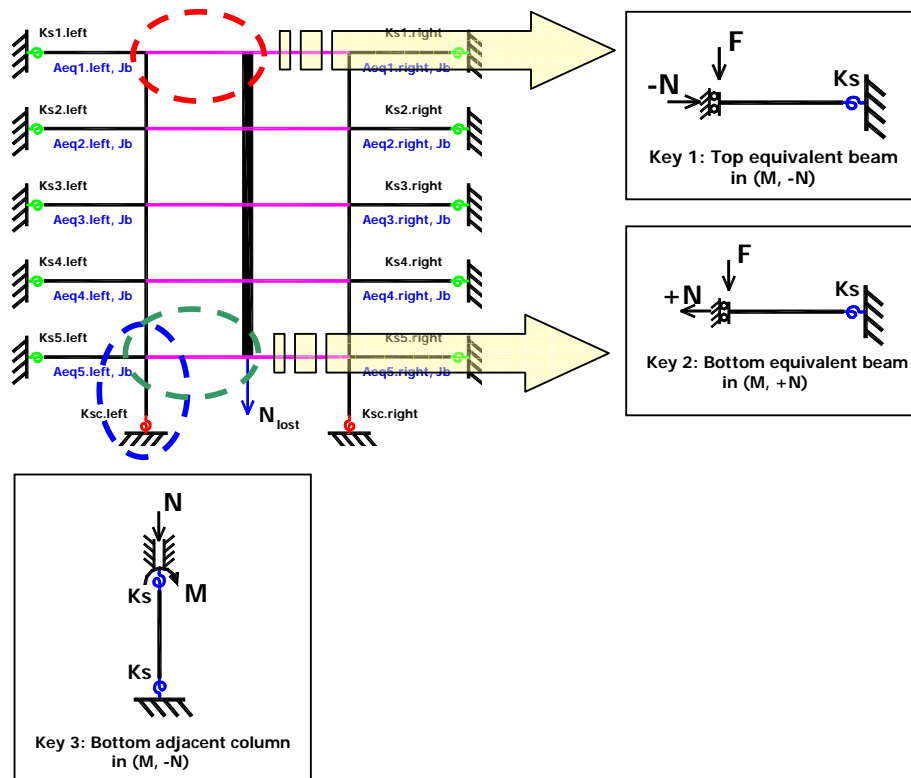 Ks1.left
Ks1.right
Aeq1.left, Jb
Aeq1.right, Jb
Ks2.left
Ks2.right
Aeq2.left, Jb
Aeq2.right, Jb
Ks3.left
Ks3.right
Aeq3.left, Jb
Aeq3.right, Jb
Ks4.left
Ks4.right
Aeq4.left, Jb
Aeq4.right, Jb
Ks5.left
Ks5.right
Aeq5.left, Jb
Aeq5.right, Jb
Ksc.left
Nlost
Ksc.right
F
-N
Ks
Key 1: Top equivalent beam
in (M, -N)
F
+N
Ks
Key 2: Bottom equivalent beam
in (M, +N)
N
Ks
M
Ks
Key 3: Bottom adjacent column
in (M, -N)